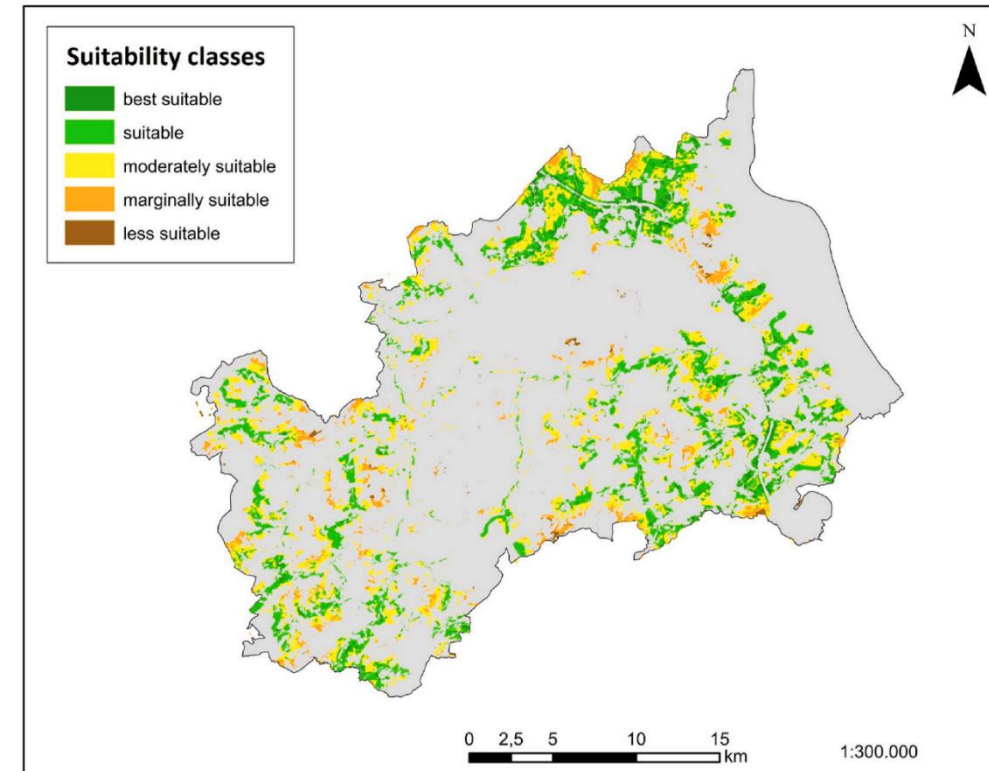 Suitability classes
best suitable
suitable
moderately suitable
marginally suitable
less suitable
N
0 2,5 5 10 15
km
1:300.000